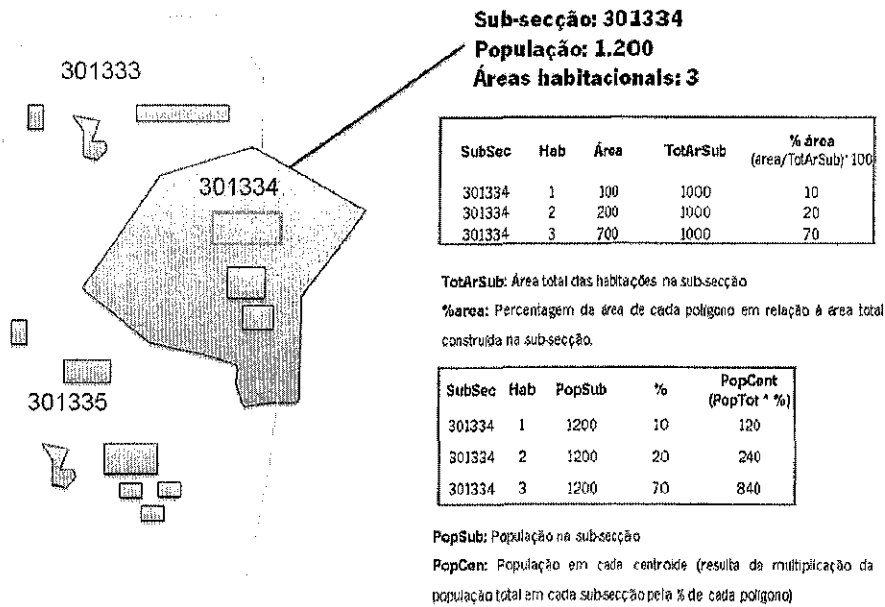 Sub-secção: 301334
População: 1.200
Áreas habitacionais: 3
301333
301334
301335
SubSec Hab Área TotArSub % área (área/TotArSub)* 100
301334 1 100 1000 10
301334 2 200 1000 20
301334 3 700 1000 70
TotArSub: Área total das habitações na sub-secção
%area: Percentagem da área de cada polígono em relação à area total
construída na sub-secção.
SubSec Hab PopSub % PopCent (PopTot * %)
301334 1 1200 10 120
301334 2 1200 20 240
301334 3 1200 70 840
PopSub: População na sub-secção
PopCen: População em cada centroide (resulta da multiplicação da
população total em cada subsecção pela % de cada polígono)